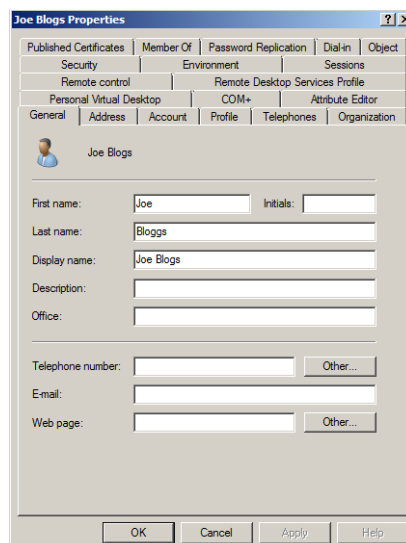 Joe Blogs Properties ? x
Published Certificates Member Of Password Replication Dial-in Object
Security Environment Sessions
Remote control Remote Desktop Services Profile
Personal Virtual Desktop COM+ Attribute Editor
General Address Account Profile Telephones Organization
Joe Blogs
First name: Joe Initials:
Last name: Bloggs
Display name: Joe Blogs
Description:
Office:
Telephone number: Other...
E-mail:
Web page: Other...
OK Cancel Apply Help